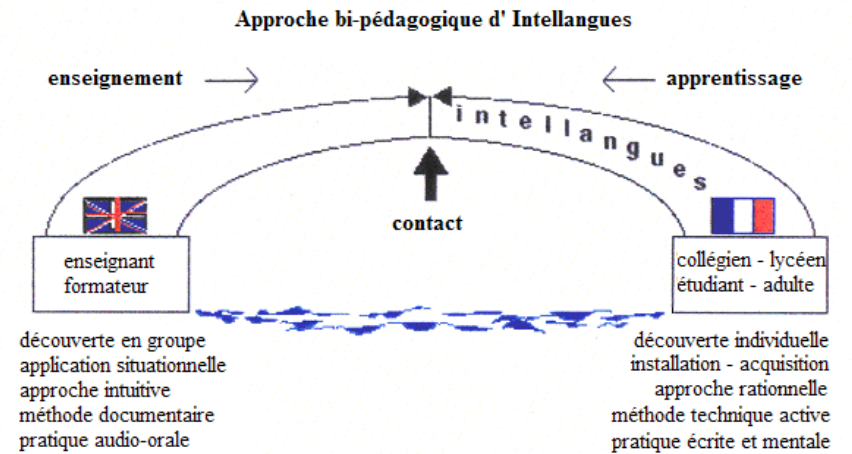 Approche bi-pédagogique d' Intellangues
enseignement
apprentissage
intellangues
contact
enseignant
formateur
collégien - lycéen
étudiant - adulte
découverte en groupe
application situationnelle
approche intuitive
méthode documentaire
pratique audio-orale
découverte individuelle
installation - acquisition
approche rationnelle
méthode technique active
pratique écrite et mentale